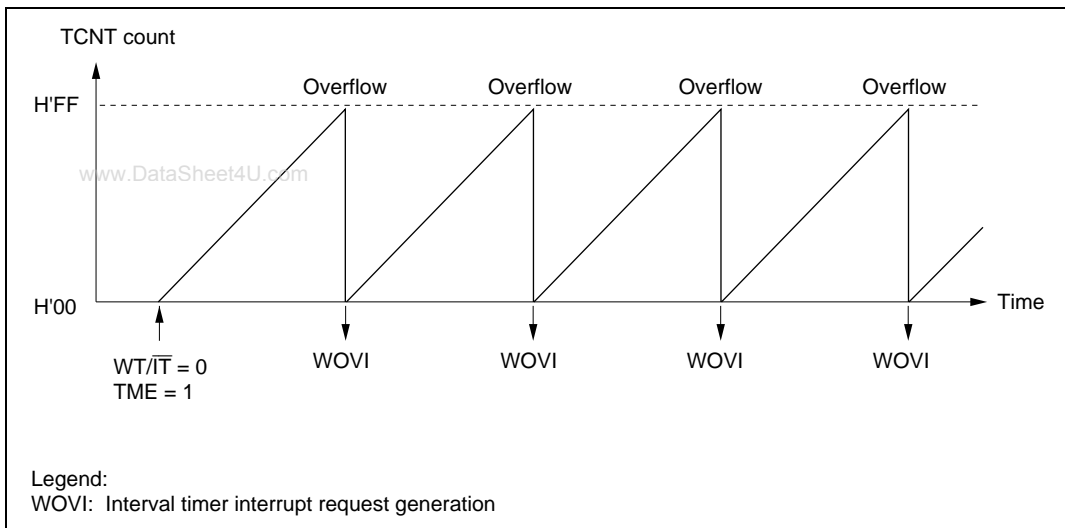 TCNT count
Overflow Overflow Overflow Overflow
H'FF
www.DataSheet4U.com
H'00
Time
WT/I̅T̅ = 0
TME = 1
WOVI WOVI WOVI WOVI
Legend:
WOVI: Interval timer interrupt request generation